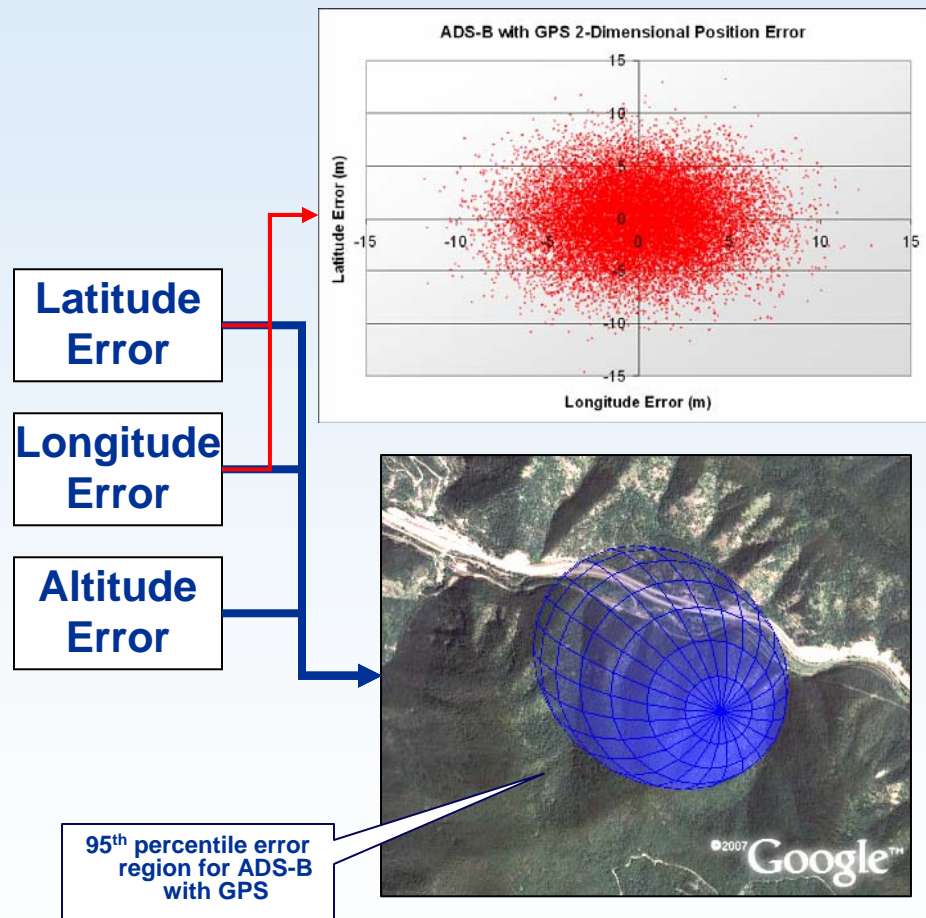 ADS-B with GPS 2-Dimensional Position Error
15
10
5
0
-15
-10
-5
0
5
10
15
-5
-10
-15
Latitude Error (m)
Longitude Error (m)
Latitude
Error
Longitude
Error
Altitude
Error
95th percentile error
region for ADS-B
with GPS
©2007 Google™